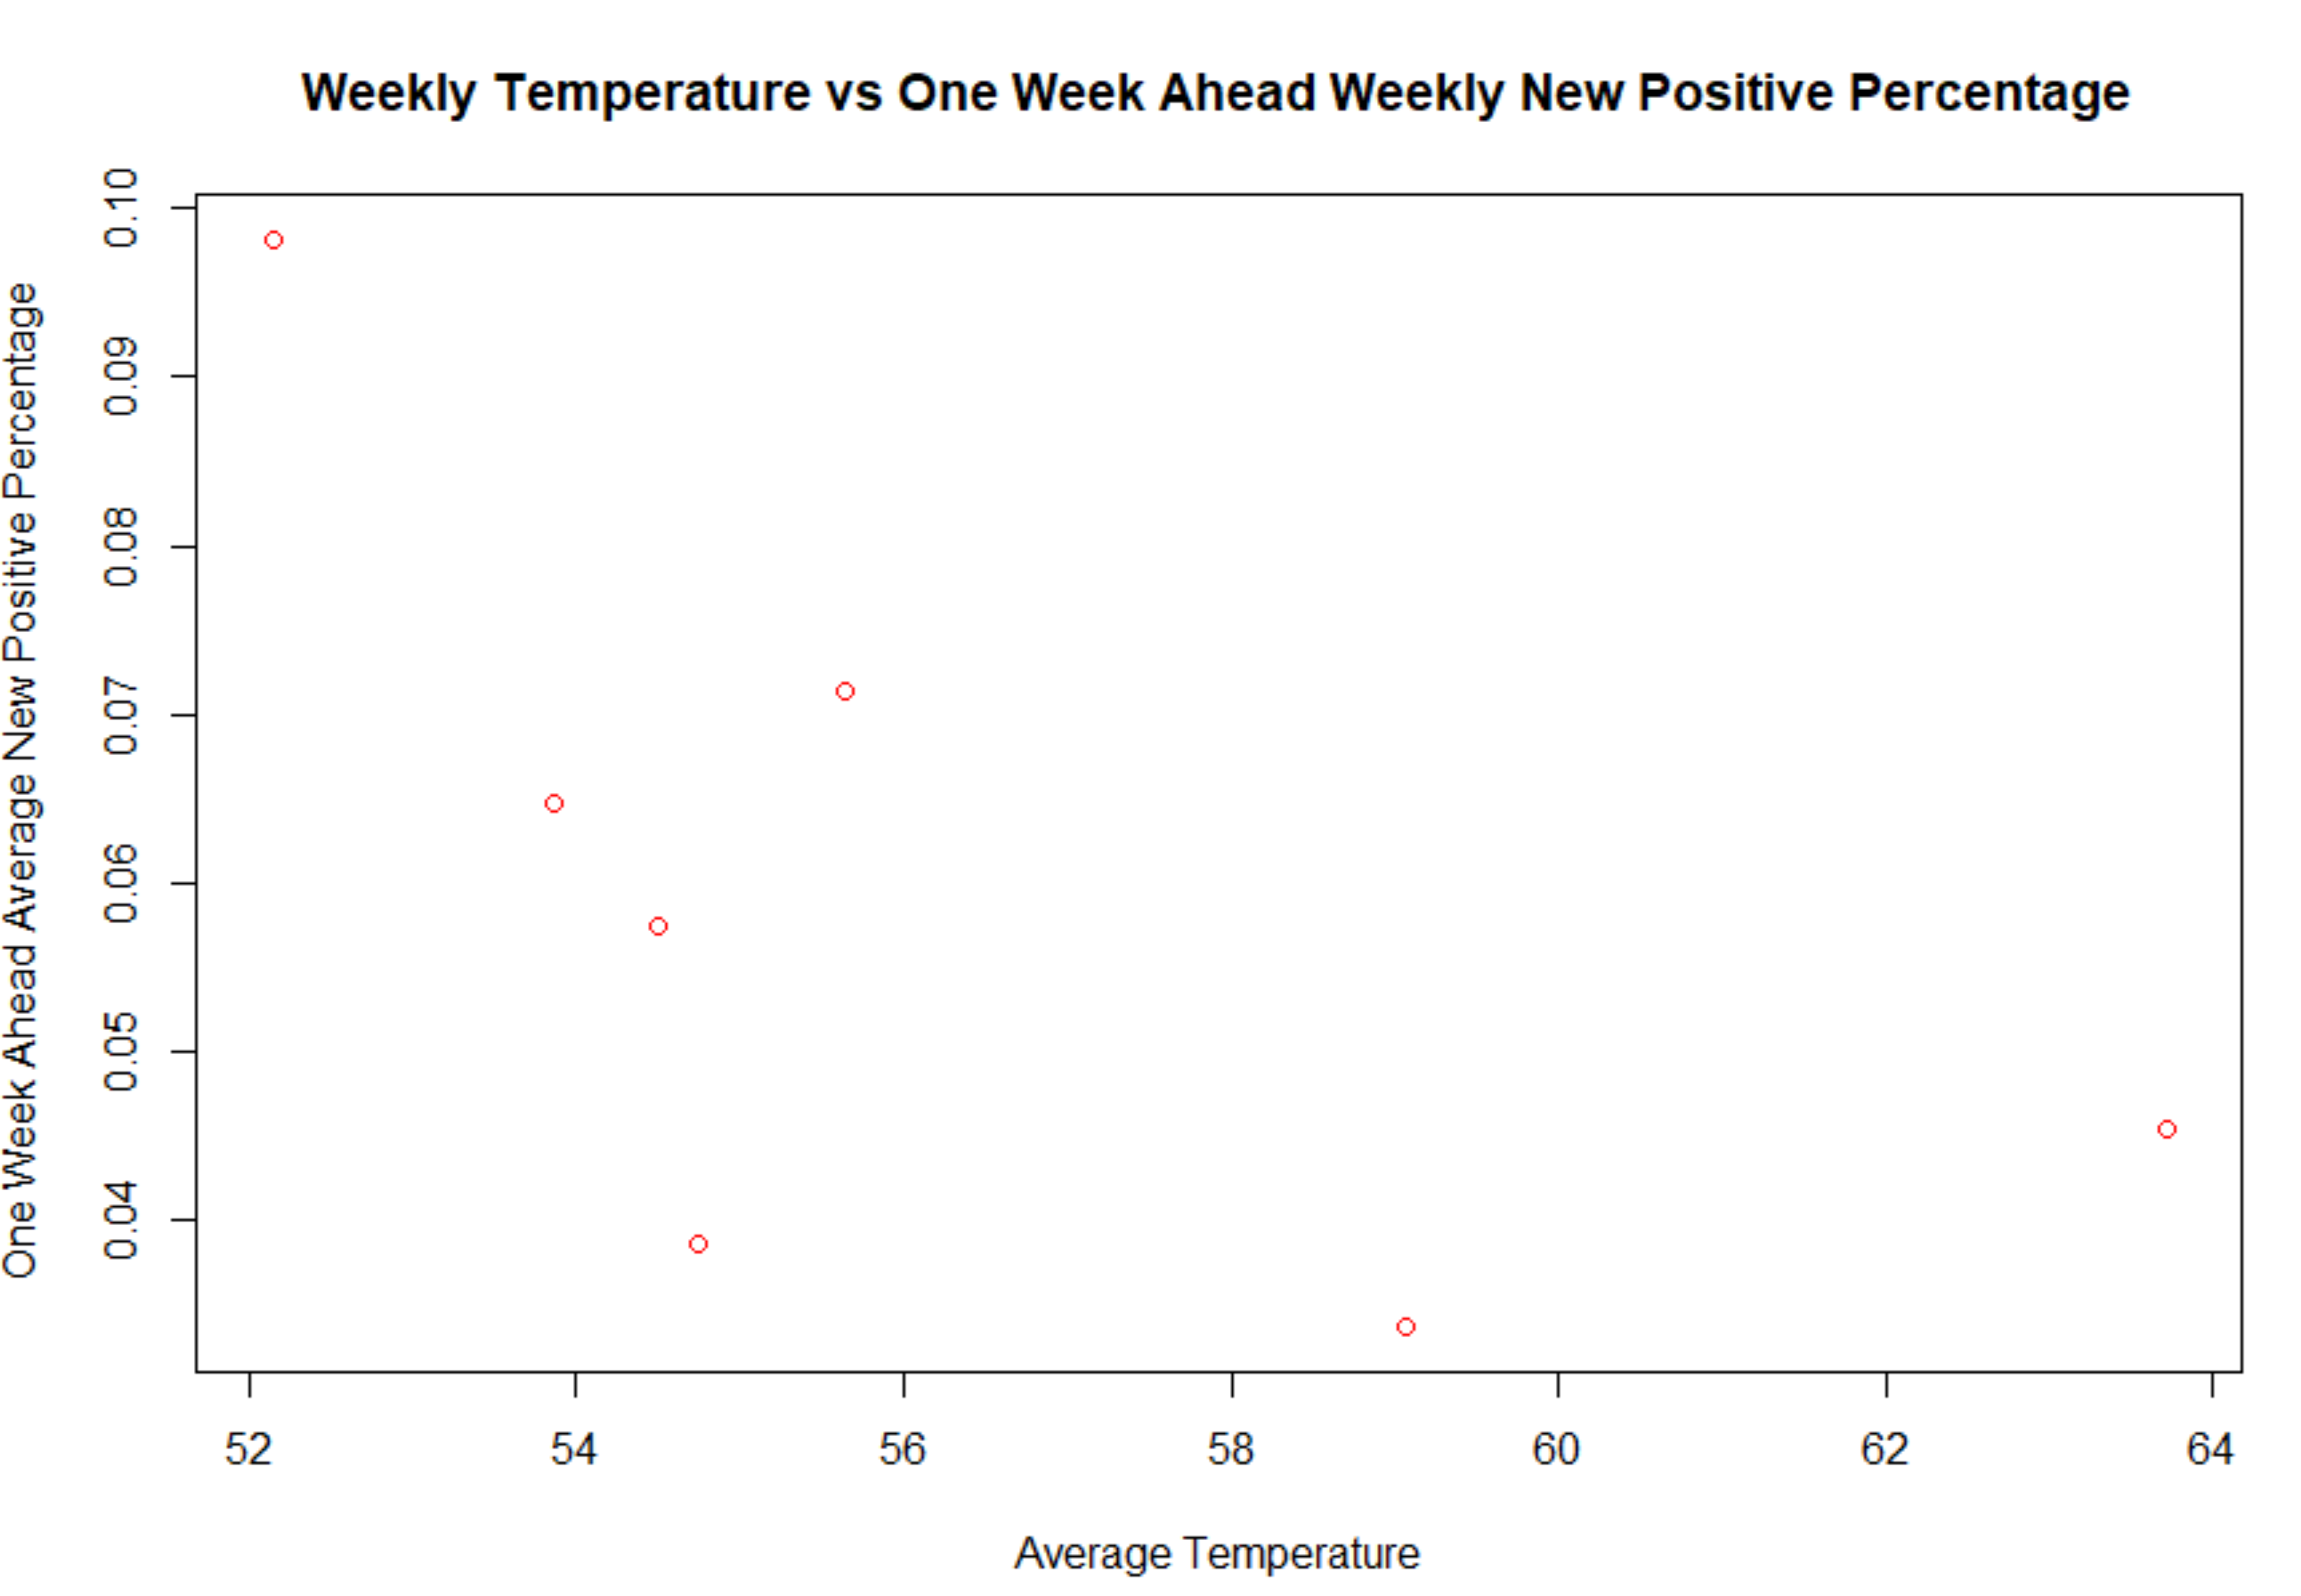 Weekly Temperature vs One Week Ahead Weekly New Positive Percentage
One Week Ahead Average New Positive Percentage
0.10
0.09
0.08
0.07
0.06
0.05
0.04
52 54 56 58 60 62 64
Average Temperature